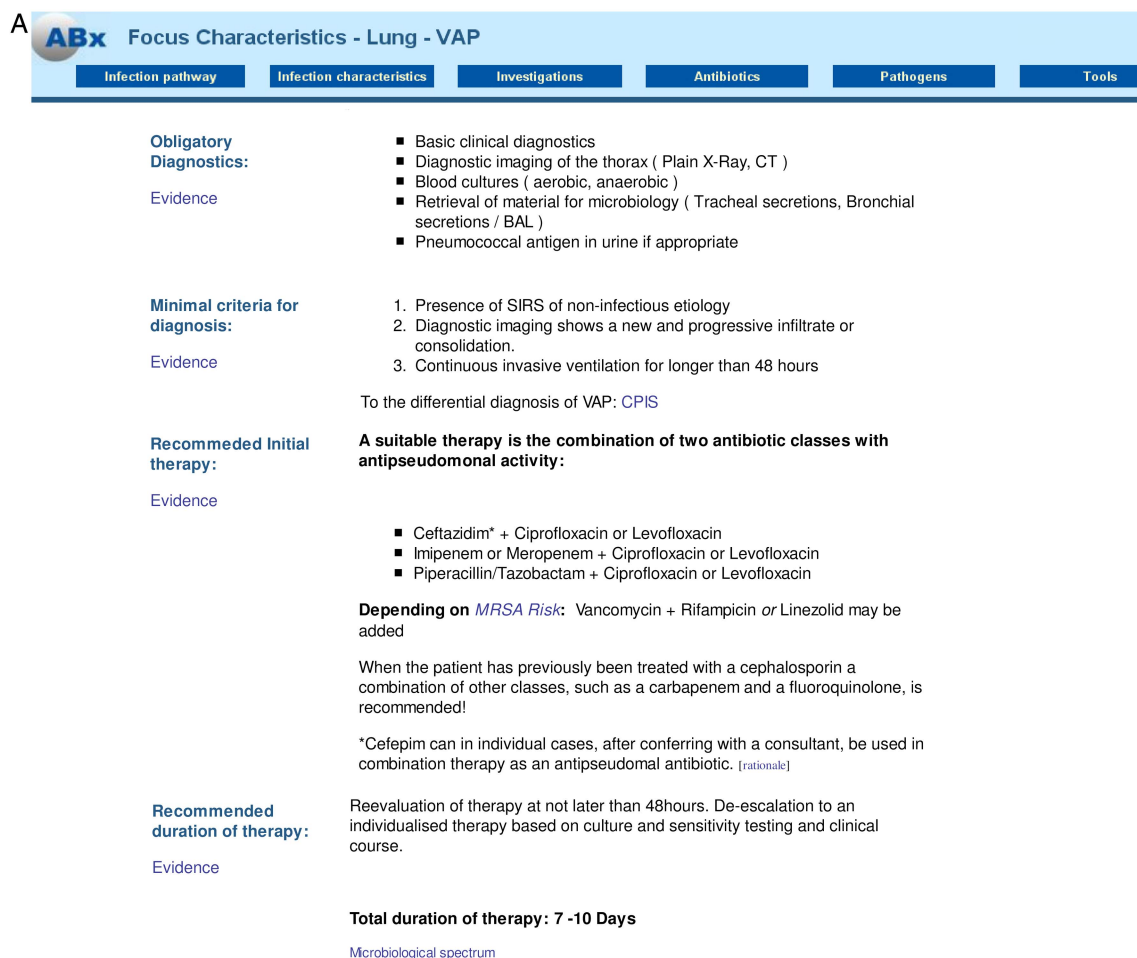 A
ABx Focus Characteristics - Lung - VAP
Infection pathway Infection characteristics Investigations Antibiotics Pathogens Tools
Obligatory
Diagnostics:
Evidence
■ Basic clinical diagnostics
■ Diagnostic imaging of the thorax ( Plain X-Ray, CT )
■ Blood cultures ( aerobic, anaerobic )
■ Retrieval of material for microbiology ( Tracheal secretions, Bronchial
secretions / BAL )
■ Pneumococcal antigen in urine if appropriate
Minimal criteria for
diagnosis:
Evidence
1. Presence of SIRS of non-infectious etiology
2. Diagnostic imaging shows a new and progressive infiltrate or
consolidation.
3. Continuous invasive ventilation for longer than 48 hours
To the differential diagnosis of VAP: CPIS
Recommeded Initial
therapy:
Evidence
A suitable therapy is the combination of two antibiotic classes with
antipseudomonal activity:
■ Ceftazidim* + Ciprofloxacin or Levofloxacin
■ Imipenem or Meropenem + Ciprofloxacin or Levofloxacin
■ Piperacillin/Tazobactam + Ciprofloxacin or Levofloxacin
Depending on MRSA Risk: Vancomycin + Rifampicin or Linezolid may be
added
When the patient has previously been treated with a cephalosporin a
combination of other classes, such as a carbapenem and a fluoroquinolone, is
recommended!
*Cefepim can in individual cases, after conferring with a consultant, be used in
combination therapy as an antipseudomal antibiotic. [rationale]
Recommended
duration of therapy:
Evidence
Reevaluation of therapy at not later than 48hours. De-escalation to an
individualised therapy based on culture and sensitivity testing and clinical
course.
Total duration of therapy: 7 -10 Days
Microbiological spectrum